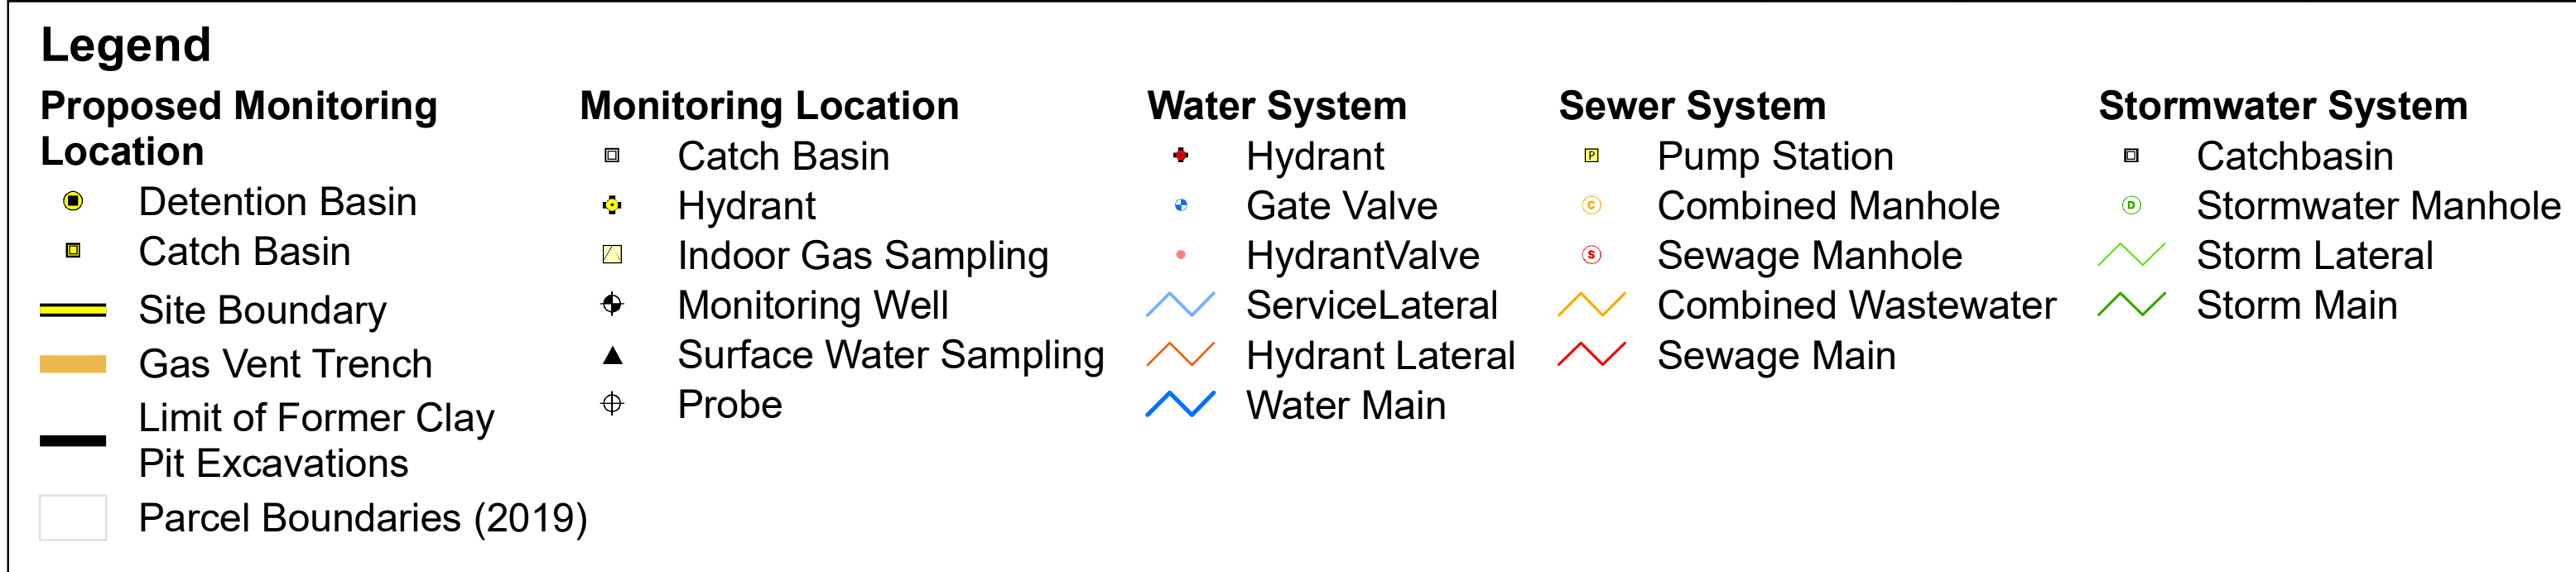 Legend
Proposed Monitoring
Location
Detention Basin
Catch Basin
Site Boundary
Gas Vent Trench
Limit of Former Clay
Pit Excavations
Parcel Boundaries (2019)
Monitoring Location
Catch Basin
Hydrant
Indoor Gas Sampling
Monitoring Well
Surface Water Sampling
Probe
Water System
Hydrant
Gate Valve
HydrantValve
ServiceLateral
Hydrant Lateral
Water Main
Sewer System
P Pump Station
C Combined Manhole
S Sewage Manhole
Combined Wastewater
Sewage Main
Stormwater System
Catchbasin
D Stormwater Manhole
Storm Lateral
Storm Main